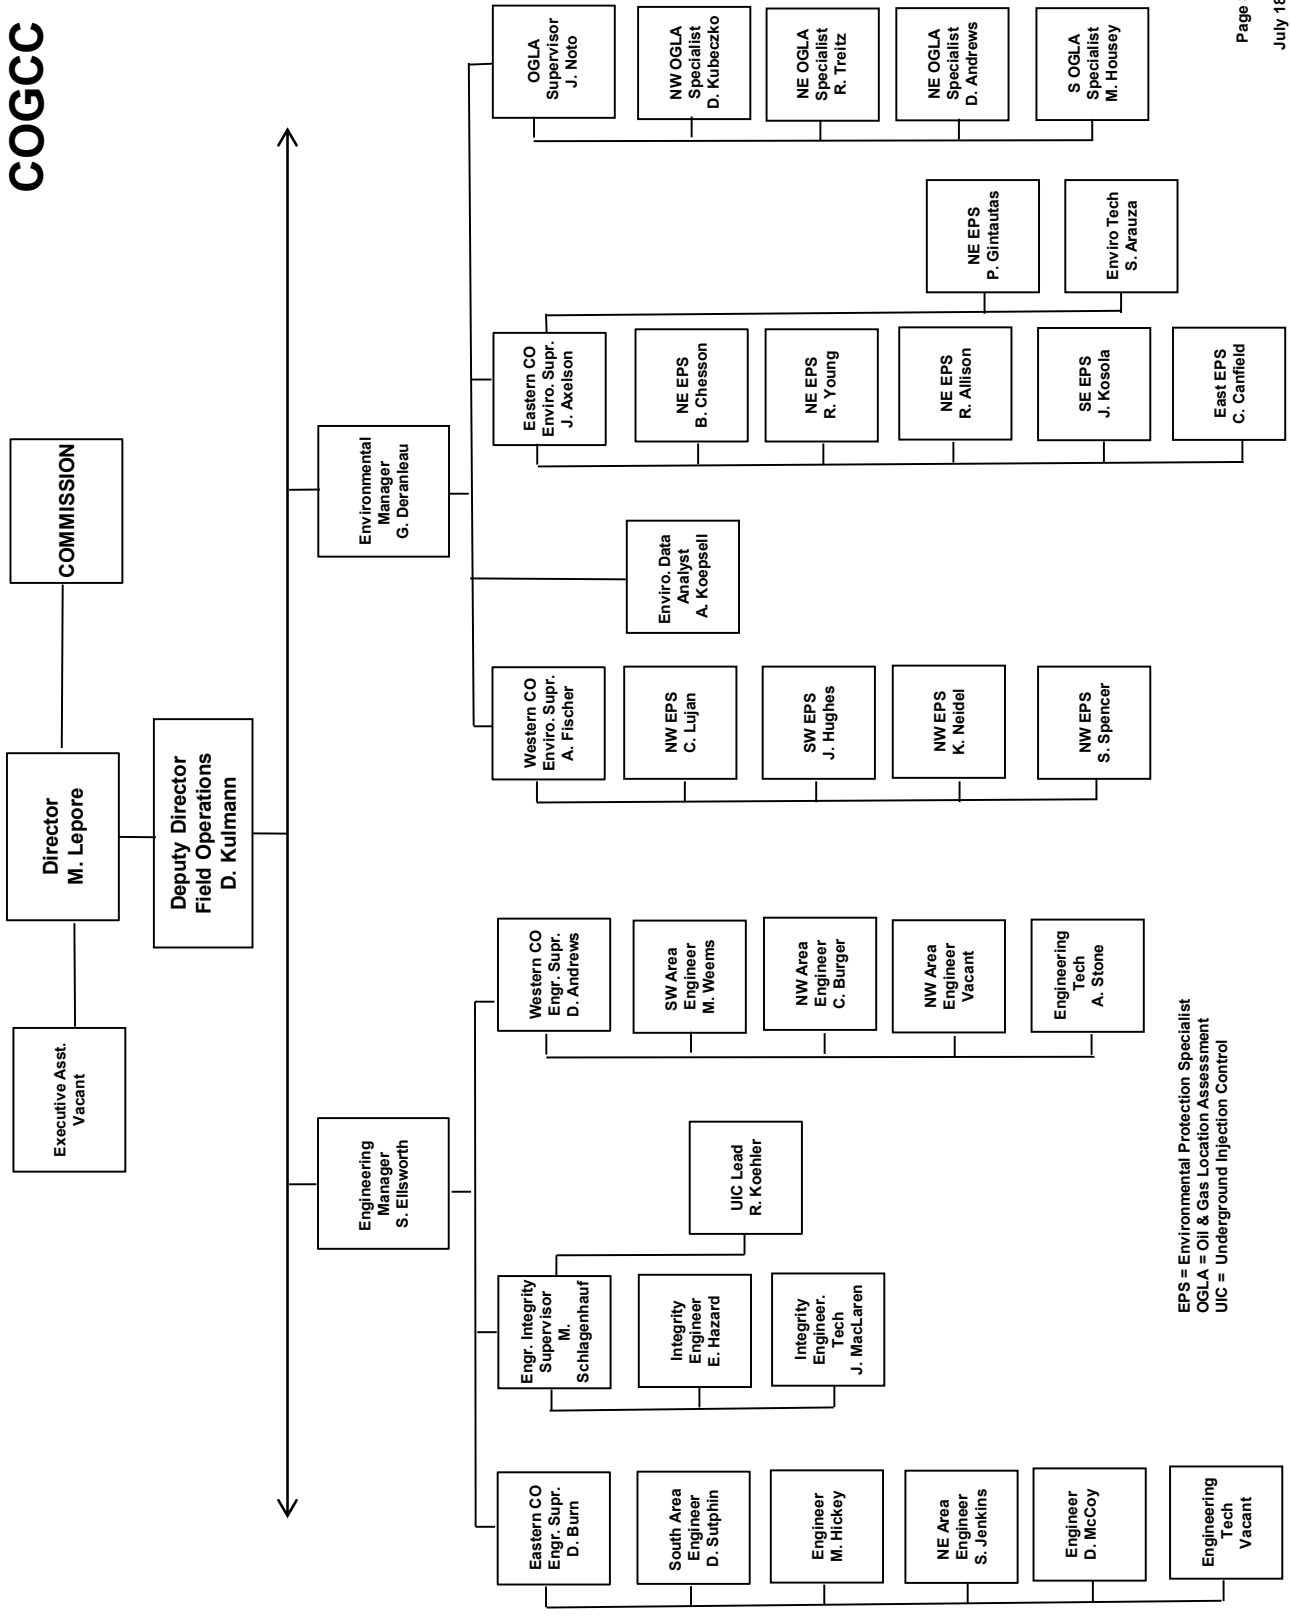 COGCC
COMMISSION
Director
M. Lepore
Executive Asst.
Vacant
Deputy Director
Field Operations
D. Kulmann
Engineering
Manager
S. Ellsworth
Environmental
Manager
G. Deranleau
Eastern CO
Engr. Supr.
D. Burn
South Area
Engineer
D. Sutphin
Engineer
M. Hickey
NE Area
Engineer
S. Jenkins
Engineer
D. McCoy
Engineering
Tech
Vacant
Engr. Integrity
Supervisor
M.
Schlagenhauf
Integrity
Engineer
E. Hazard
Integrity
Engineer.
Tech
J. MacLaren
UIC Lead
R. Koehler
Western CO
Engr. Supr.
D. Andrews
SW Area
Engineer
M. Weems
NW Area
Engineer
C. Burger
NW Area
Engineer
Vacant
Engineering
Tech
A. Stone
Western CO
Enviro. Supr.
A. Fischer
NW EPS
C. Lujan
SW EPS
J. Hughes
NW EPS
K. Neidel
NW EPS
S. Spencer
Enviro. Data
Analyst
A. Koepsell
Eastern CO
Enviro. Supr.
J. Axelson
NE EPS
B. Chesson
NE EPS
R. Young
NE EPS
R. Allison
SE EPS
J. Kosola
East EPS
C. Canfield
NE EPS
P. Gintautas
Enviro Tech
S. Arauza
OGLA
Supervisor
J. Noto
NW OGLA
Specialist
D. Kubeczko
NE OGLA
Specialist
R. Treitz
NE OGLA
Specialist
D. Andrews
S OGLA
Specialist
M. Housey
EPS = Environmental Protection Specialist
OGLA = Oil & Gas Location Assessment
UIC = Underground Injection Control
Page
July 18